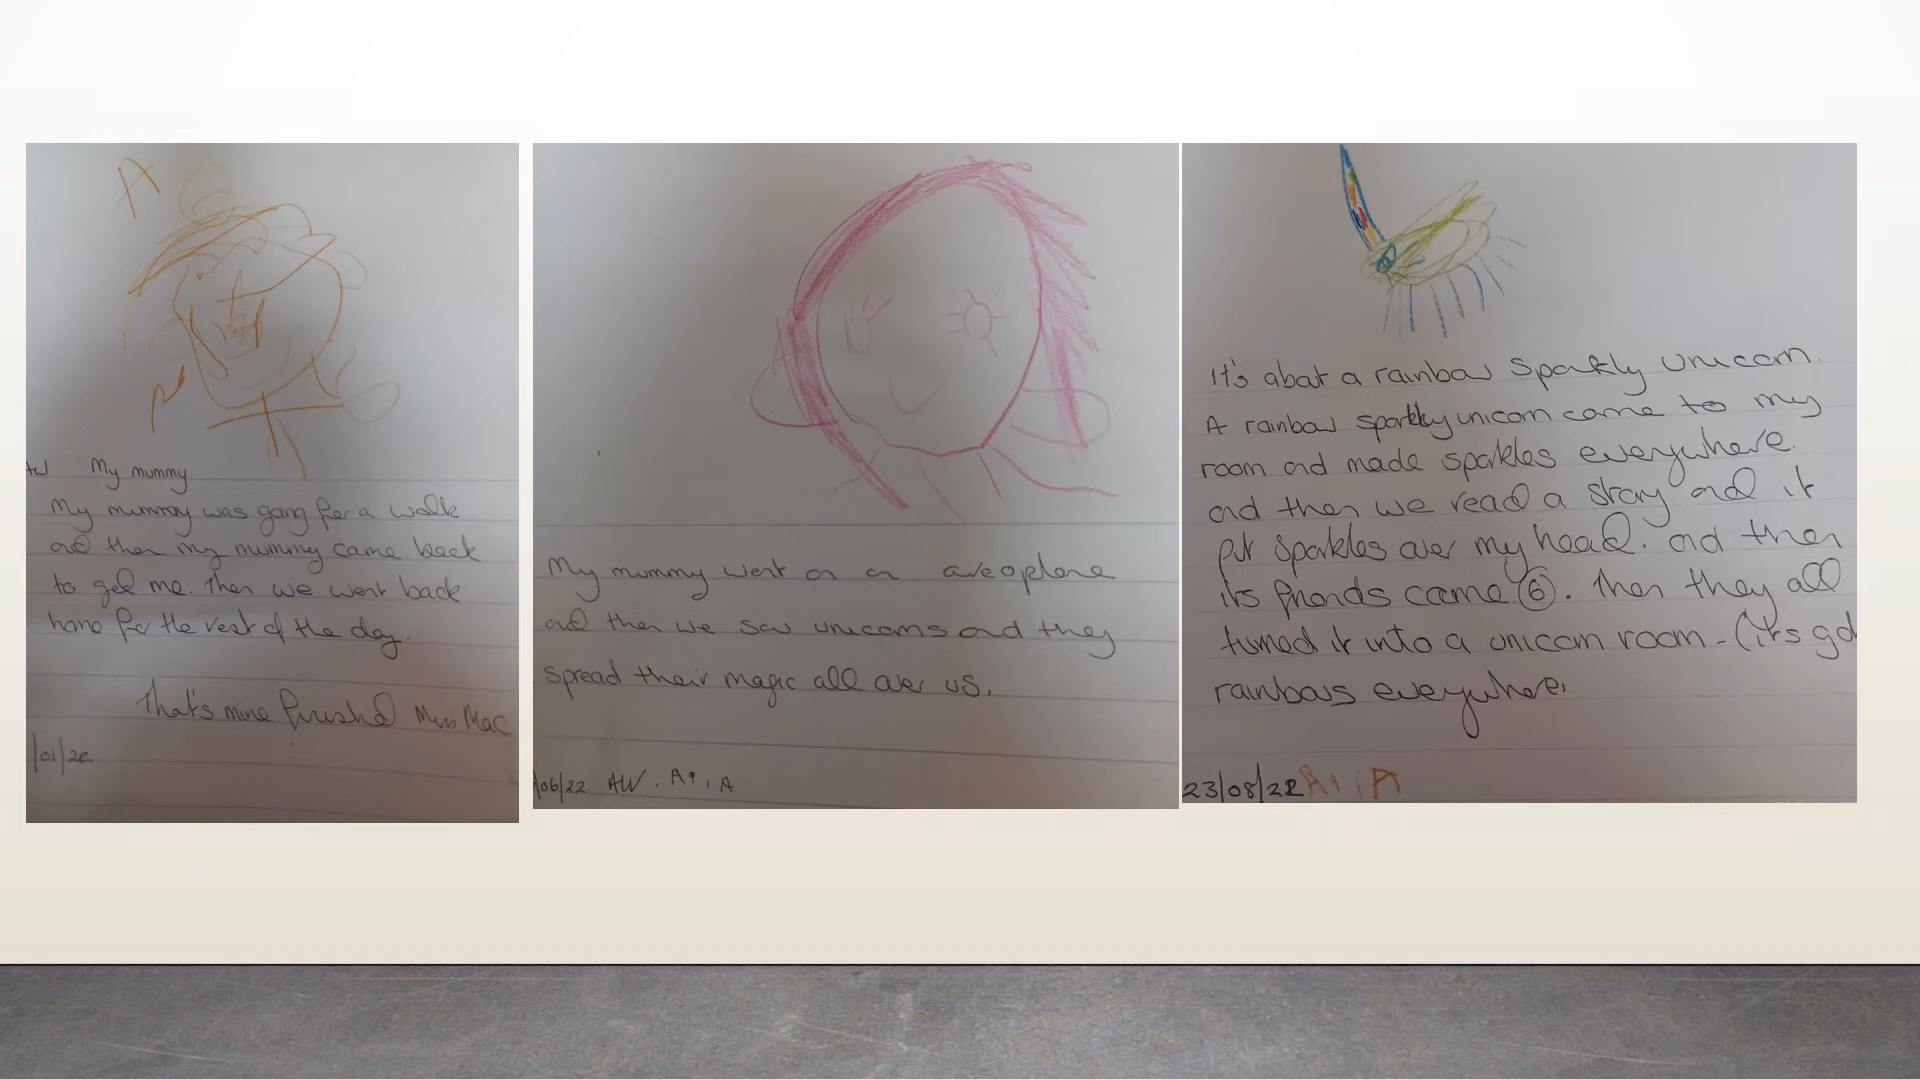 A
AW My mummy
My mummy was going for a walk
and then my mummy came back
to get me. Then we went back
home for the rest of the day.
That's mine finished Miss Mac
/01/22
My mummy went on a areoplane
and then we saw unicorns and they
spread their magic all over us.
/06/22 AW. A9, A
It's about a rainbow sparkly unicorn.
A rainbow sparkly unicorn came to my
room and made sparkles everywhere.
and then we read a story and it
put sparkles over my head. and then
its friends came. 6. Then they all
turned it into a unicorn room - (it's got
rainbows everywhere.
23/08/22 A